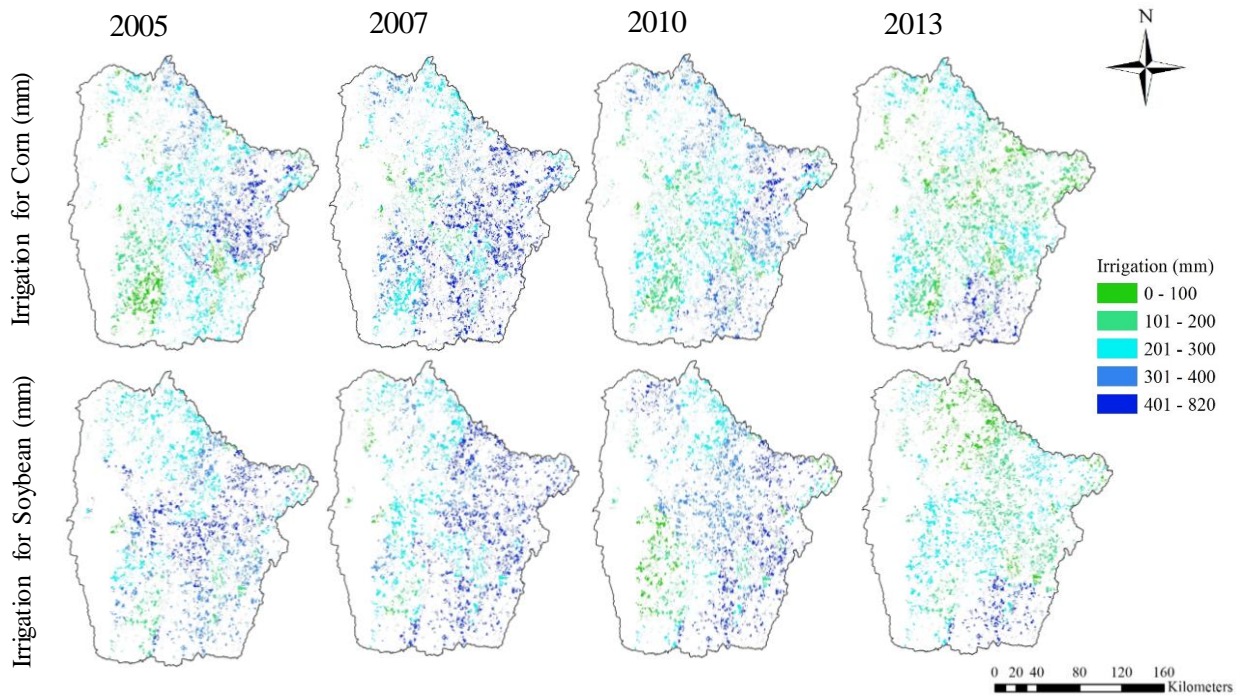 2005 2007 2010 2013
N
Irrigation for Corn (mm)
Irrigation (mm)
0 - 100
101 - 200
201 - 300
301 - 400
401 - 820
Irrigation for Soybean (mm)
0 20 40 80 120 160
Kilometers